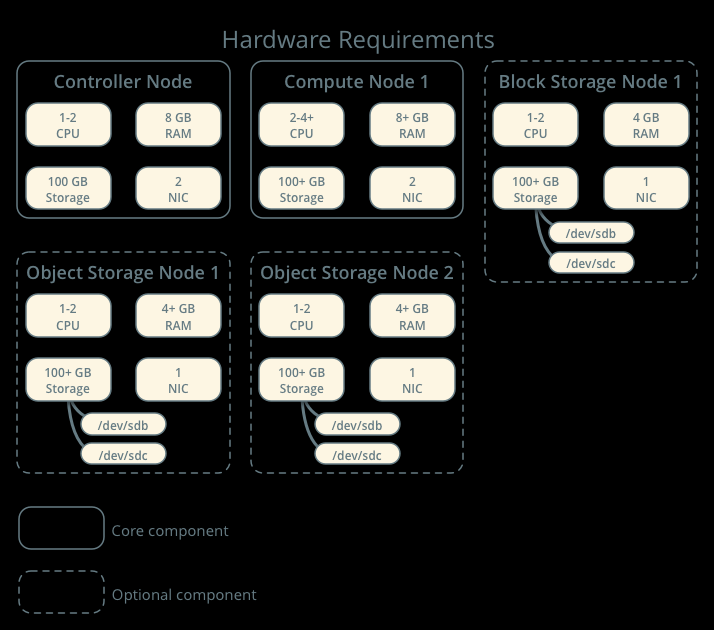 Hardware Requirements
Controller Node
1-2
CPU
8 GB
RAM
100 GB
Storage
2
NIC
Compute Node 1
2-4+
CPU
8+ GB
RAM
100+ GB
Storage
2
NIC
Block Storage Node 1
1-2
CPU
4 GB
RAM
100+ GB
Storage
1
NIC
/dev/sdb
/dev/sdc
Object Storage Node 1
1-2
CPU
4+ GB
RAM
100+ GB
Storage
1
NIC
/dev/sdb
/dev/sdc
Object Storage Node 2
1-2
CPU
4+ GB
RAM
100+ GB
Storage
1
NIC
/dev/sdb
/dev/sdc
Core component
Optional component